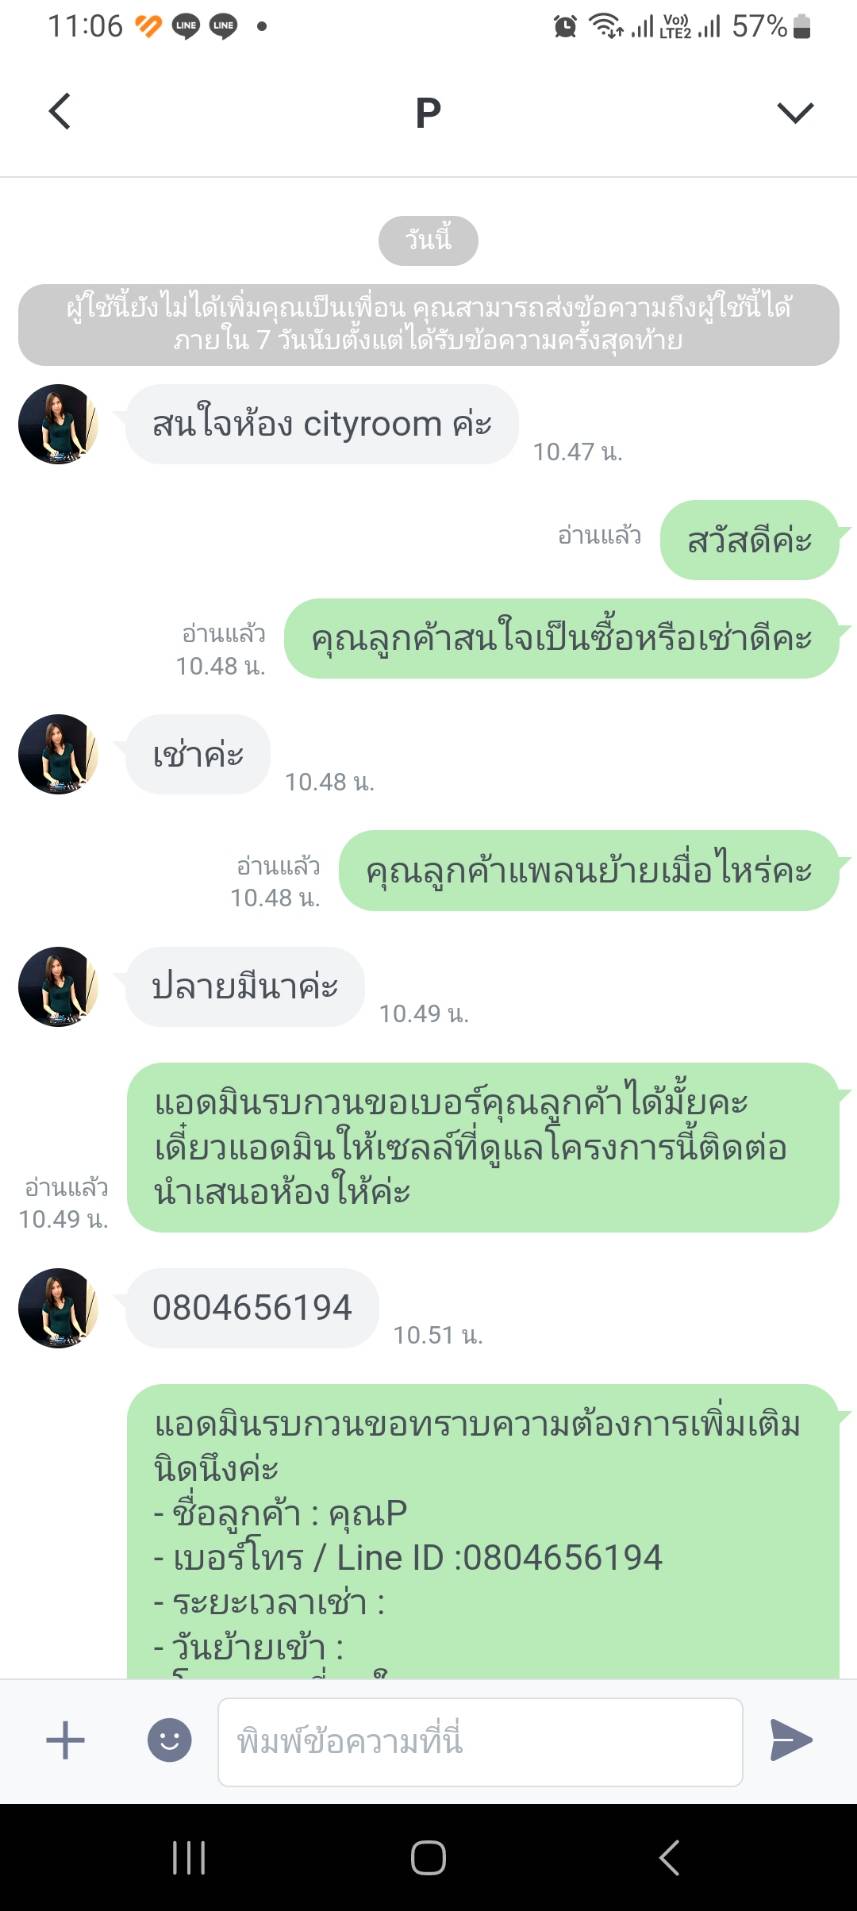 11:06
LINE
LINE
Vo))
LTE2
57%
P
วันนี้
ผู้ใช้นี้ยังไม่ได้เพิ่มคุณเป็นเพื่อน คุณสามารถส่งข้อความถึงผู้ใช้นี้ได้
ภายใน 7 วันนับตั้งแต่ได้รับข้อความครั้งสุดท้าย
สนใจห้อง cityroom ค่ะ
10.47 น.
อ่านแล้ว
สวัสดีค่ะ
อ่านแล้ว
10.48 น.
คุณลูกค้าสนใจเป็นซื้อหรือเช่าดีคะ
เช่าค่ะ
10.48 น.
อ่านแล้ว
10.48 น.
คุณลูกค้าแพลนย้ายเมื่อไหร่คะ
ปลายมีนาค่ะ
10.49 น.
แอดมินรบกวนขอเบอร์คุณลูกค้าได้มั้ยคะ
เดี๋ยวแอดมินให้เซลล์ที่ดูแลโครงการนี้ติดต่อ
นำเสนอห้องให้ค่ะ
อ่านแล้ว
10.49 น.
0804656194
10.51 น.
แอดมินรบกวนขอทราบความต้องการเพิ่มเติม
นิดนึงค่ะ
- ชื่อลูกค้า : คุณP
- เบอร์โทร / Line ID :0804656194
- ระยะเวลาเช่า :
- วันย้ายเข้า :
พิมพ์ข้อความที่นี่